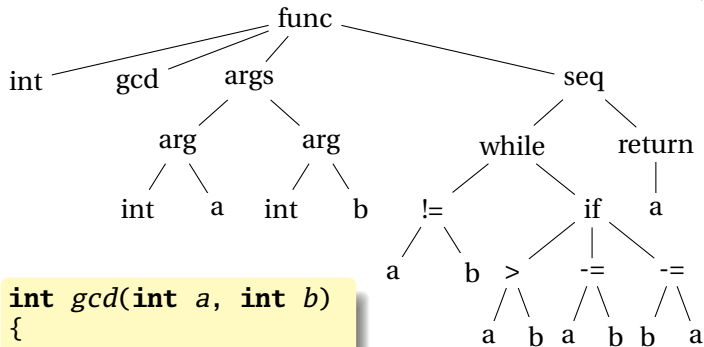 func
int gcd args seq
arg arg while return
int a int b != if a
a b > -= -=
a b a b b a
int gcd(int a, int b)
{